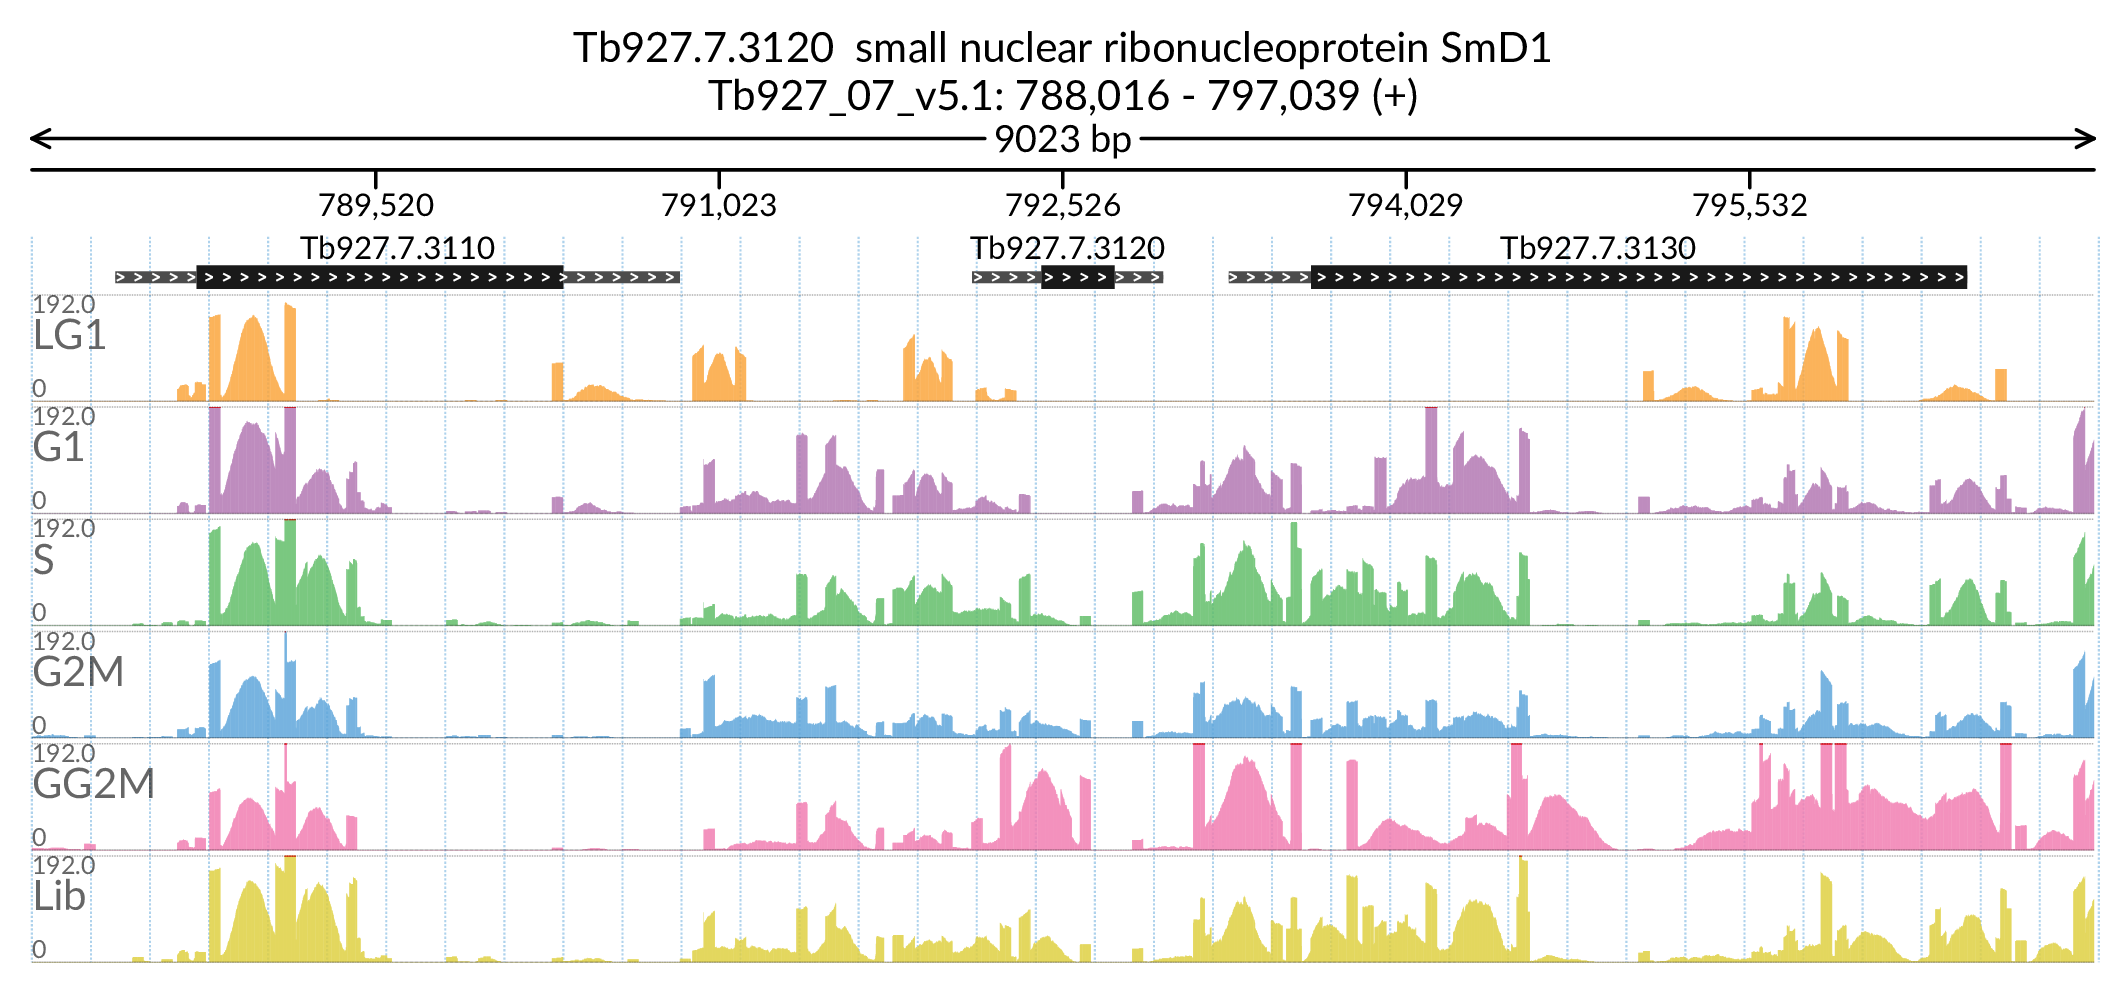 Tb927.7.3120  small nuclear ribonucleoprotein SmD1
Tb927_07_v5.1: 788,016 - 797,039 (+)
9023 bp
789,520 791,023 792,526 794,029 795,532
Tb927.7.3110 Tb927.7.3120 Tb927.7.3130
192.0
LG1
0
192.0
G1
0
192.0
S
0
192.0
G2M
0
192.0
GG2M
0
192.0
Lib
0